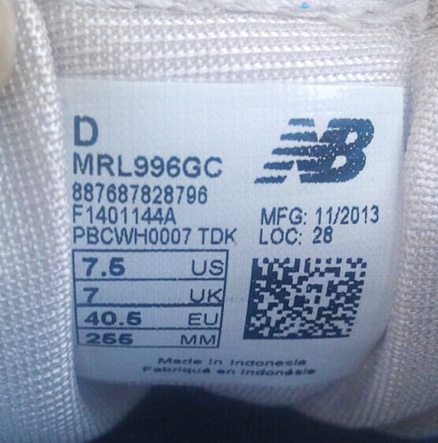 D
MRL996GC
NB
887687828796
F1401144A
MFG: 11/2013
PBCWH0007 TDK
LOC: 28
7.5 US
7 UK
40.5 EU
255 MM
Made in Indonesia
Fabriqué en Indonésie